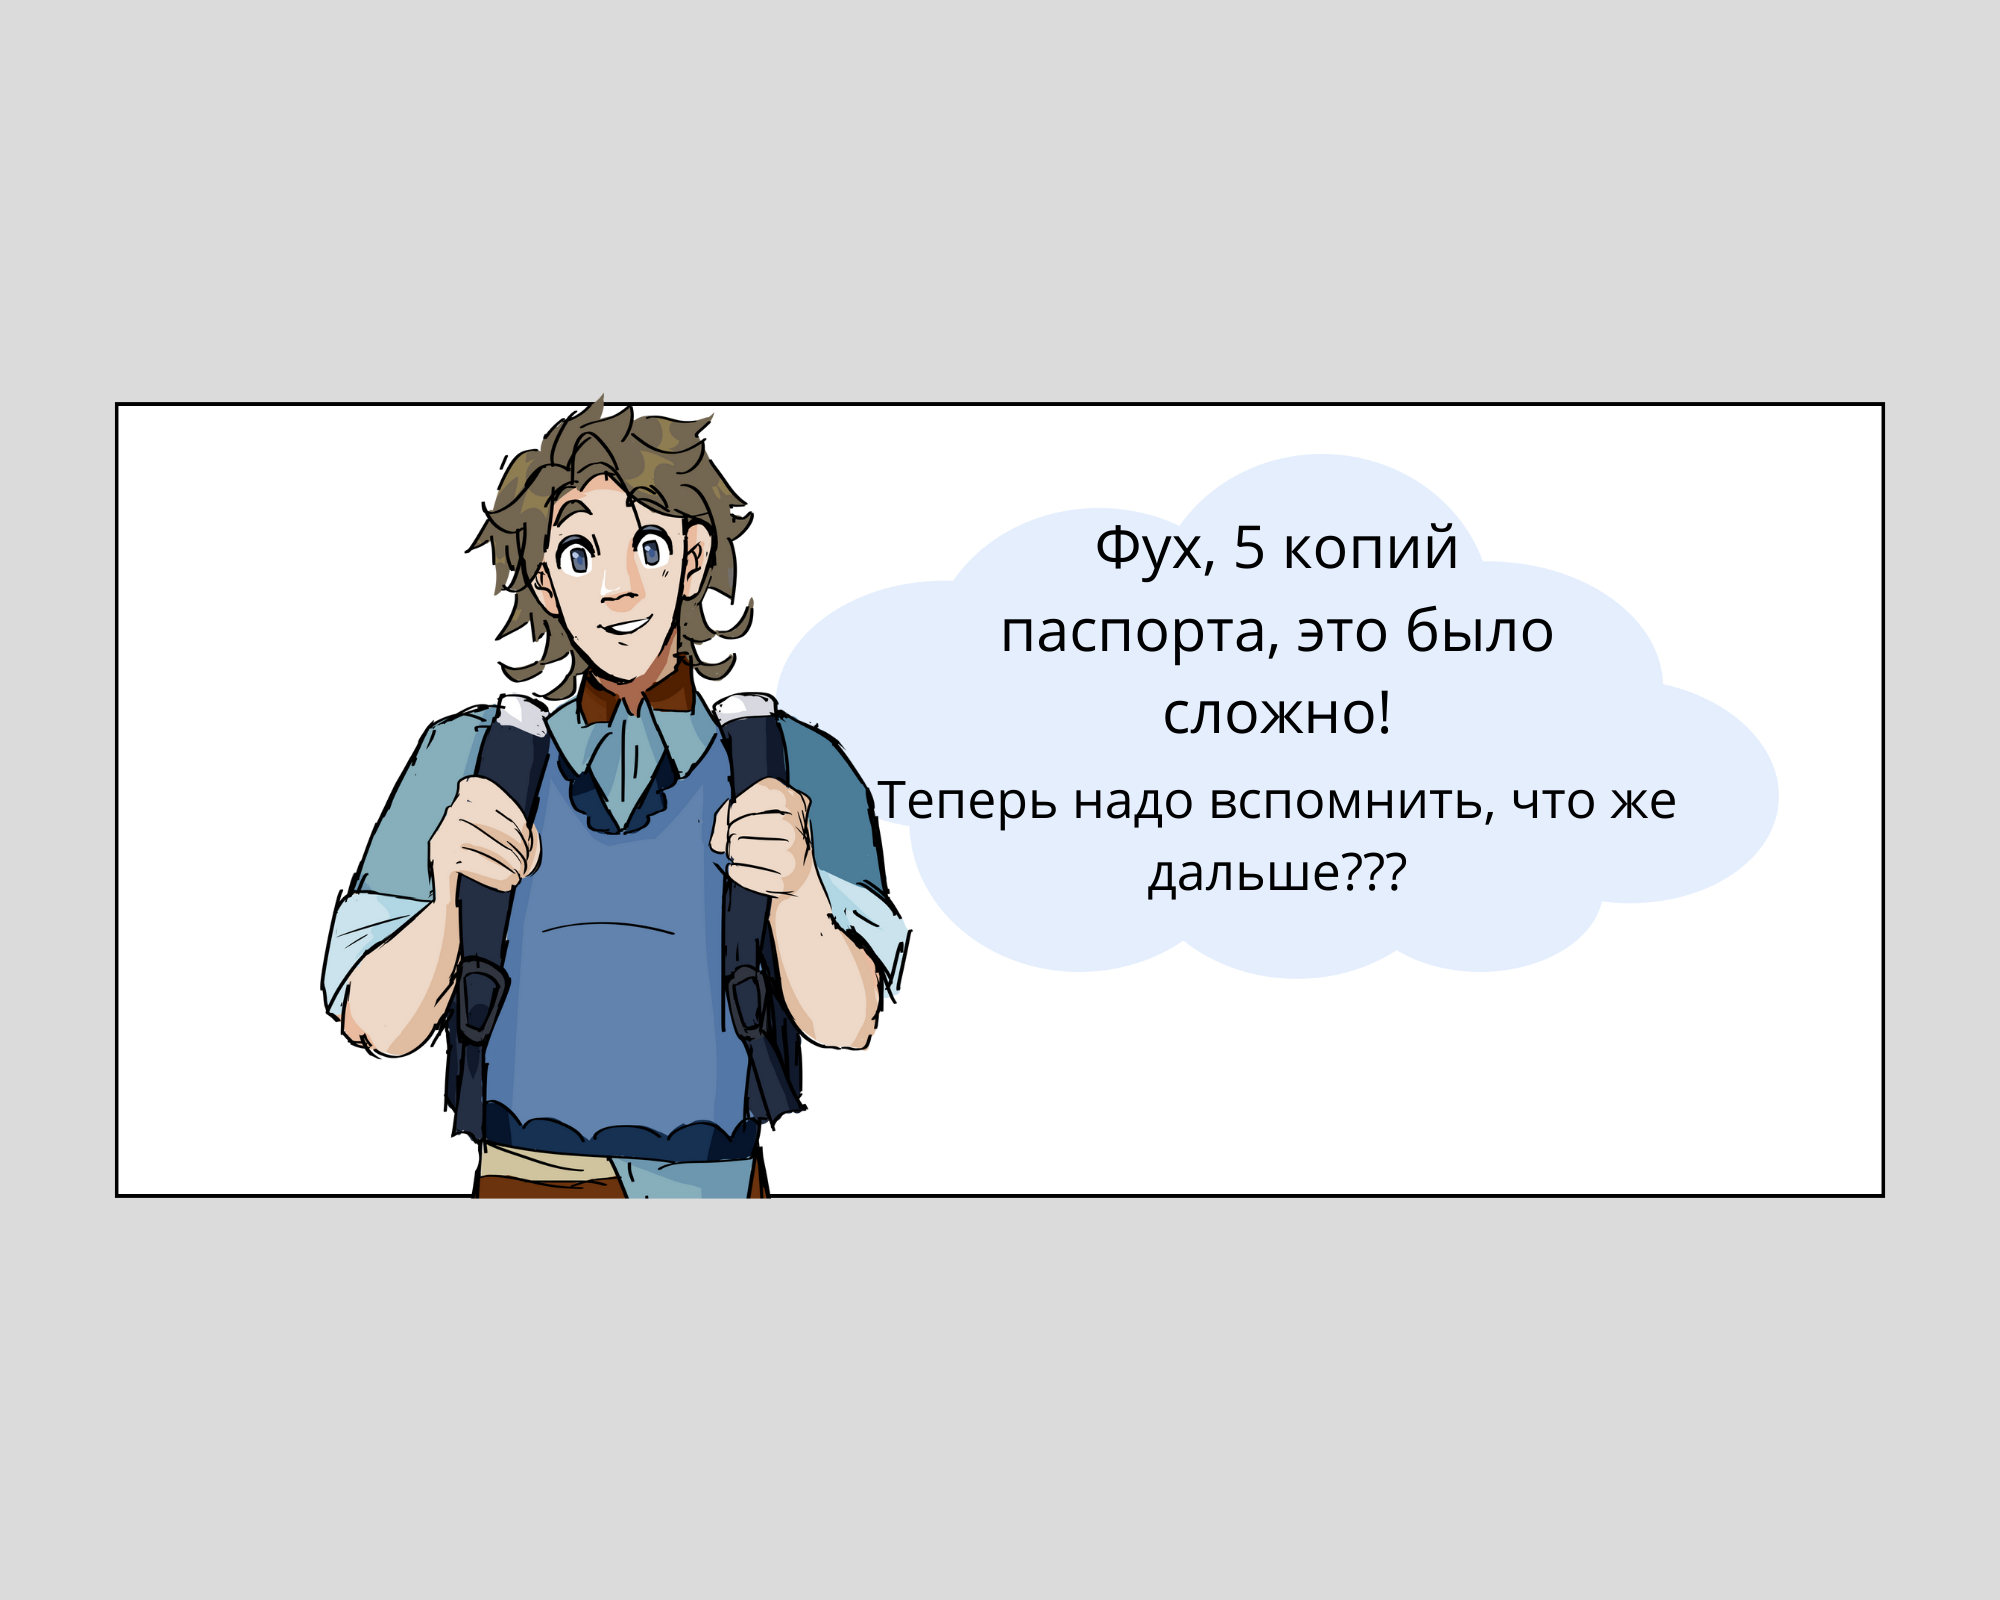 Фух, 5 копий
паспорта, это было
сложно!
Теперь надо вспомнить, что же
дальше???